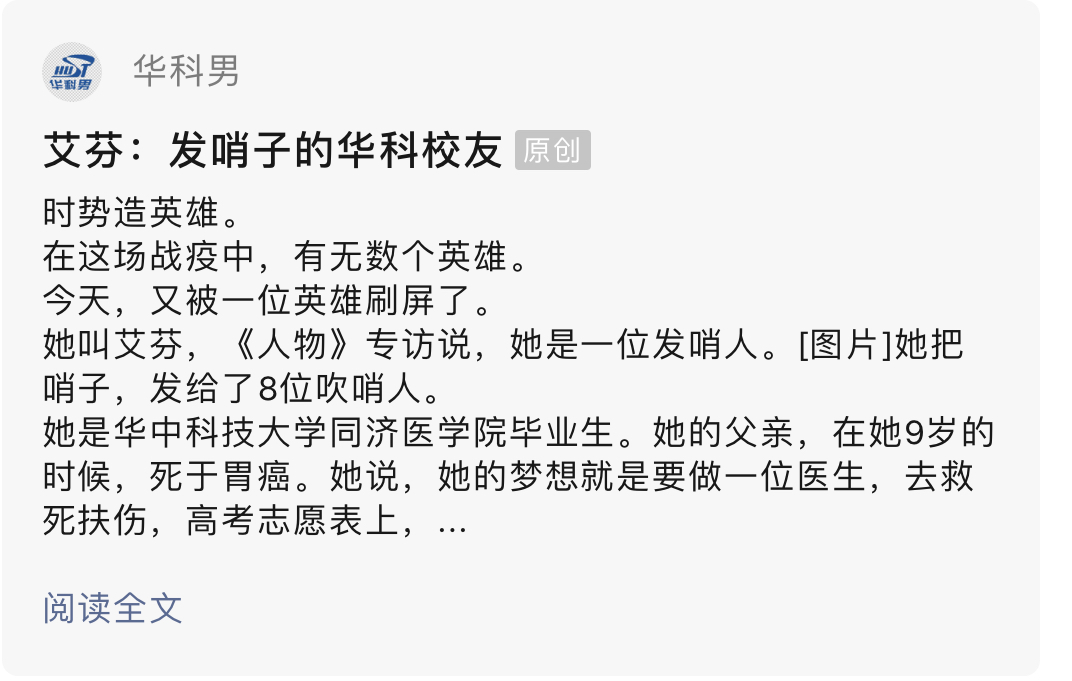 HUST
华科男
华科男
艾芬：发哨子的华科校友 原创
时势造英雄。
在这场战疫中，有无数个英雄。
今天，又被一位英雄刷屏了。
她叫艾芬，《人物》专访说，她是一位发哨人。[图片]她把
哨子，发给了8位吹哨人。
她是华中科技大学同济医学院毕业生。她的父亲，在她9岁的
时候，死于胃癌。她说，她的梦想就是要做一位医生，去救
死扶伤，高考志愿表上，...
阅读全文